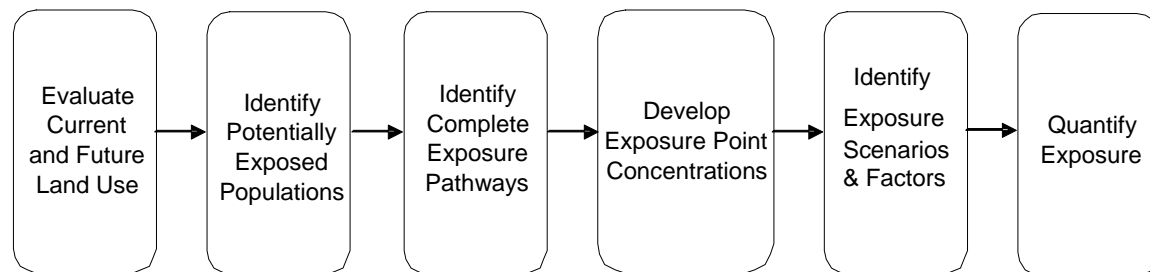 Evaluate
Current
and Future
Land Use
Identify
Potentially
Exposed
Populations
Identify
Complete
Exposure
Pathways
Develop
Exposure Point
Concentrations
Identify
Exposure
Scenarios
& Factors
Quantify
Exposure